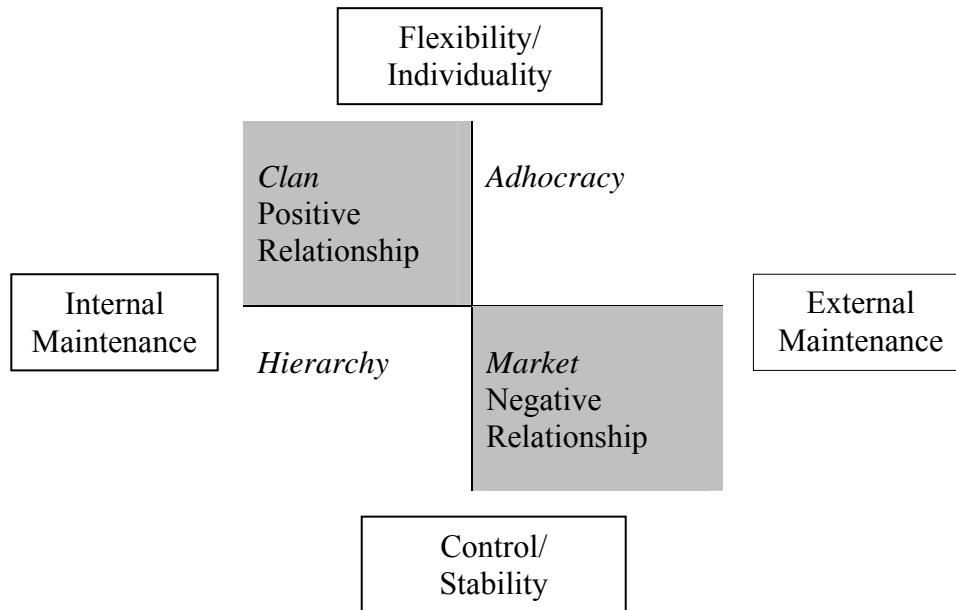 Flexibility/
Individuality
Clan
Positive
Relationship
Adhocracy
Internal
Maintenance
External
Maintenance
Hierarchy
Market
Negative
Relationship
Control/
Stability